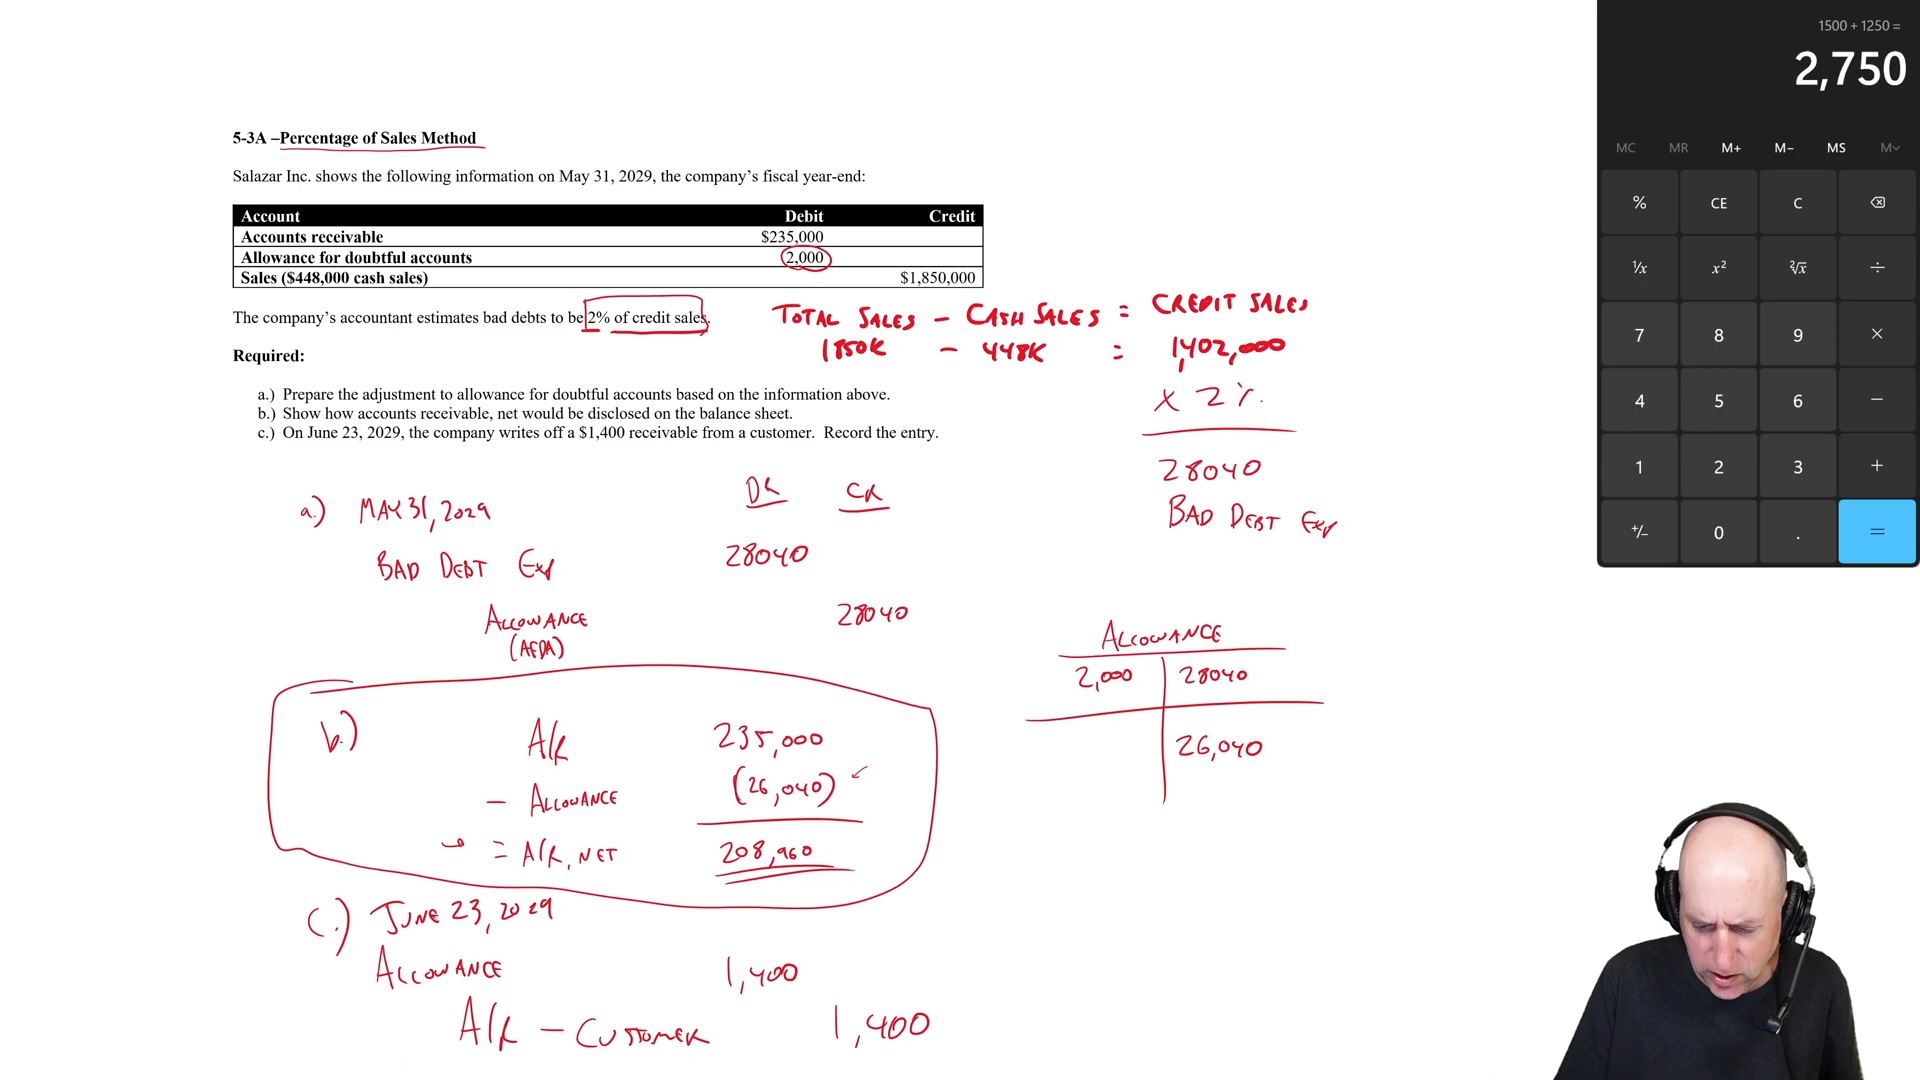 5-3A –Percentage of Sales Method
Salazar Inc. shows the following information on May 31, 2029, the company's fiscal year-end:
Account Debit Credit
Accounts receivable $235,000
Allowance for doubtful accounts 2,000
Sales ($448,000 cash sales) $1,850,000
The company's accountant estimates bad debts to be 2% of credit sales.
TOTAL SALES – CASH SALES = CREDIT SALES
1850K – 448K = 1,402,000
x 2%
28040
BAD DEBT Exp
Required:
a.) Prepare the adjustment to allowance for doubtful accounts based on the information above.
b.) Show how accounts receivable, net would be disclosed on the balance sheet.
c.) On June 23, 2029, the company writes off a $1,400 receivable from a customer. Record the entry.
DR CR
a.) MAY 31, 2029
BAD DEBT Exp 28040
ALLOWANCE 28040
(AFDA)
ALLOWANCE
2,000 28040
26,040
b.) A/R 235,000
– ALLOWANCE (26,040)
= A/R, NET 208,960
c.) JUNE 23, 2029
ALLOWANCE 1,400
A/R – CUSTOMER 1,400
1500 + 1250 =
2,750
MC MR M+ M− MS M˅
% CE C ⌫
¹/x x² ²√x ÷
7 8 9 ×
4 5 6 −
1 2 3 +
+/− 0 . =